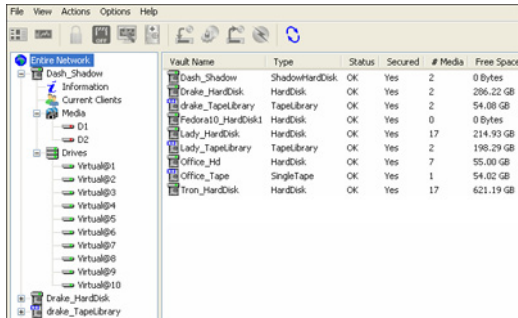 File View Actions Options Help
OFF
Entire Network
Dash_Shadow
Information
Current Clients
Media
D1
D2
Drives
Virtual@1
Virtual@2
Virtual@3
Virtual@4
Virtual@5
Virtual@6
Virtual@7
Virtual@8
Virtual@9
Virtual@10
Drake_HardDisk
drake_TapeLibrary
Vault Name Type Status Secured # Media Free Space
Dash_Shadow ShadowHardDisk OK Yes 2 0 Bytes
Drake_HardDisk HardDisk OK Yes 2 286.22 GB
drake_TapeLibrary TapeLibrary OK Yes 2 54.08 GB
Fedora10_HardDisk1 HardDisk OK Yes 0 0 Bytes
Lady_HardDisk HardDisk OK Yes 17 214.93 GB
Lady_TapeLibrary TapeLibrary OK Yes 2 198.29 GB
Office_Hd HardDisk OK Yes 7 55.00 GB
Office_Tape SingleTape OK Yes 1 54.02 GB
Tron_HardDisk HardDisk OK Yes 17 621.19 GB